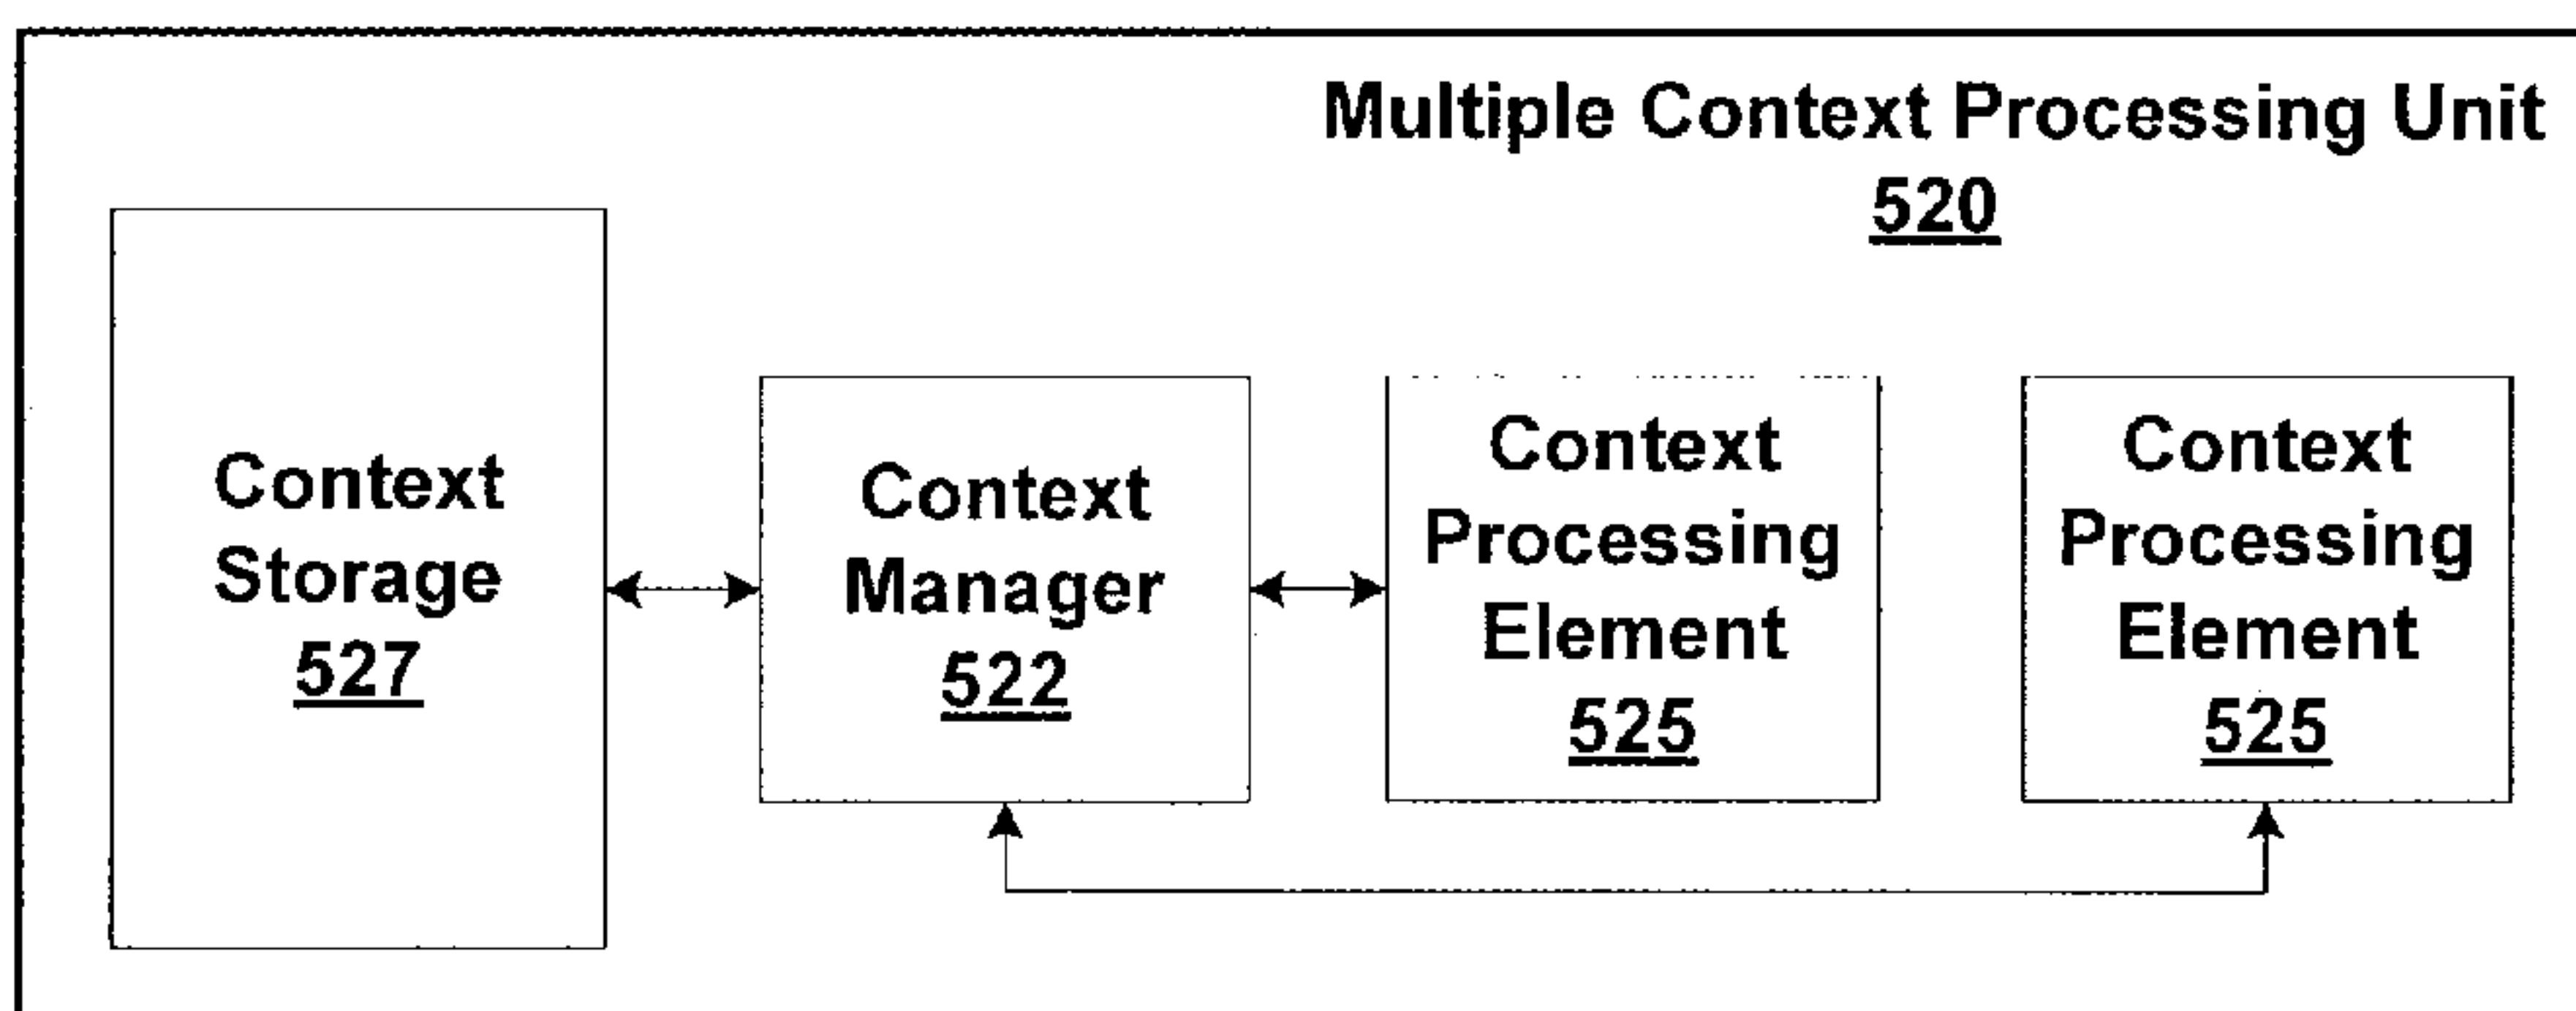 Multiple Context Processing Unit
520
Context
Storage
527
Context
Manager
522
Context
Processing
Element
525
Context
Processing
Element
525